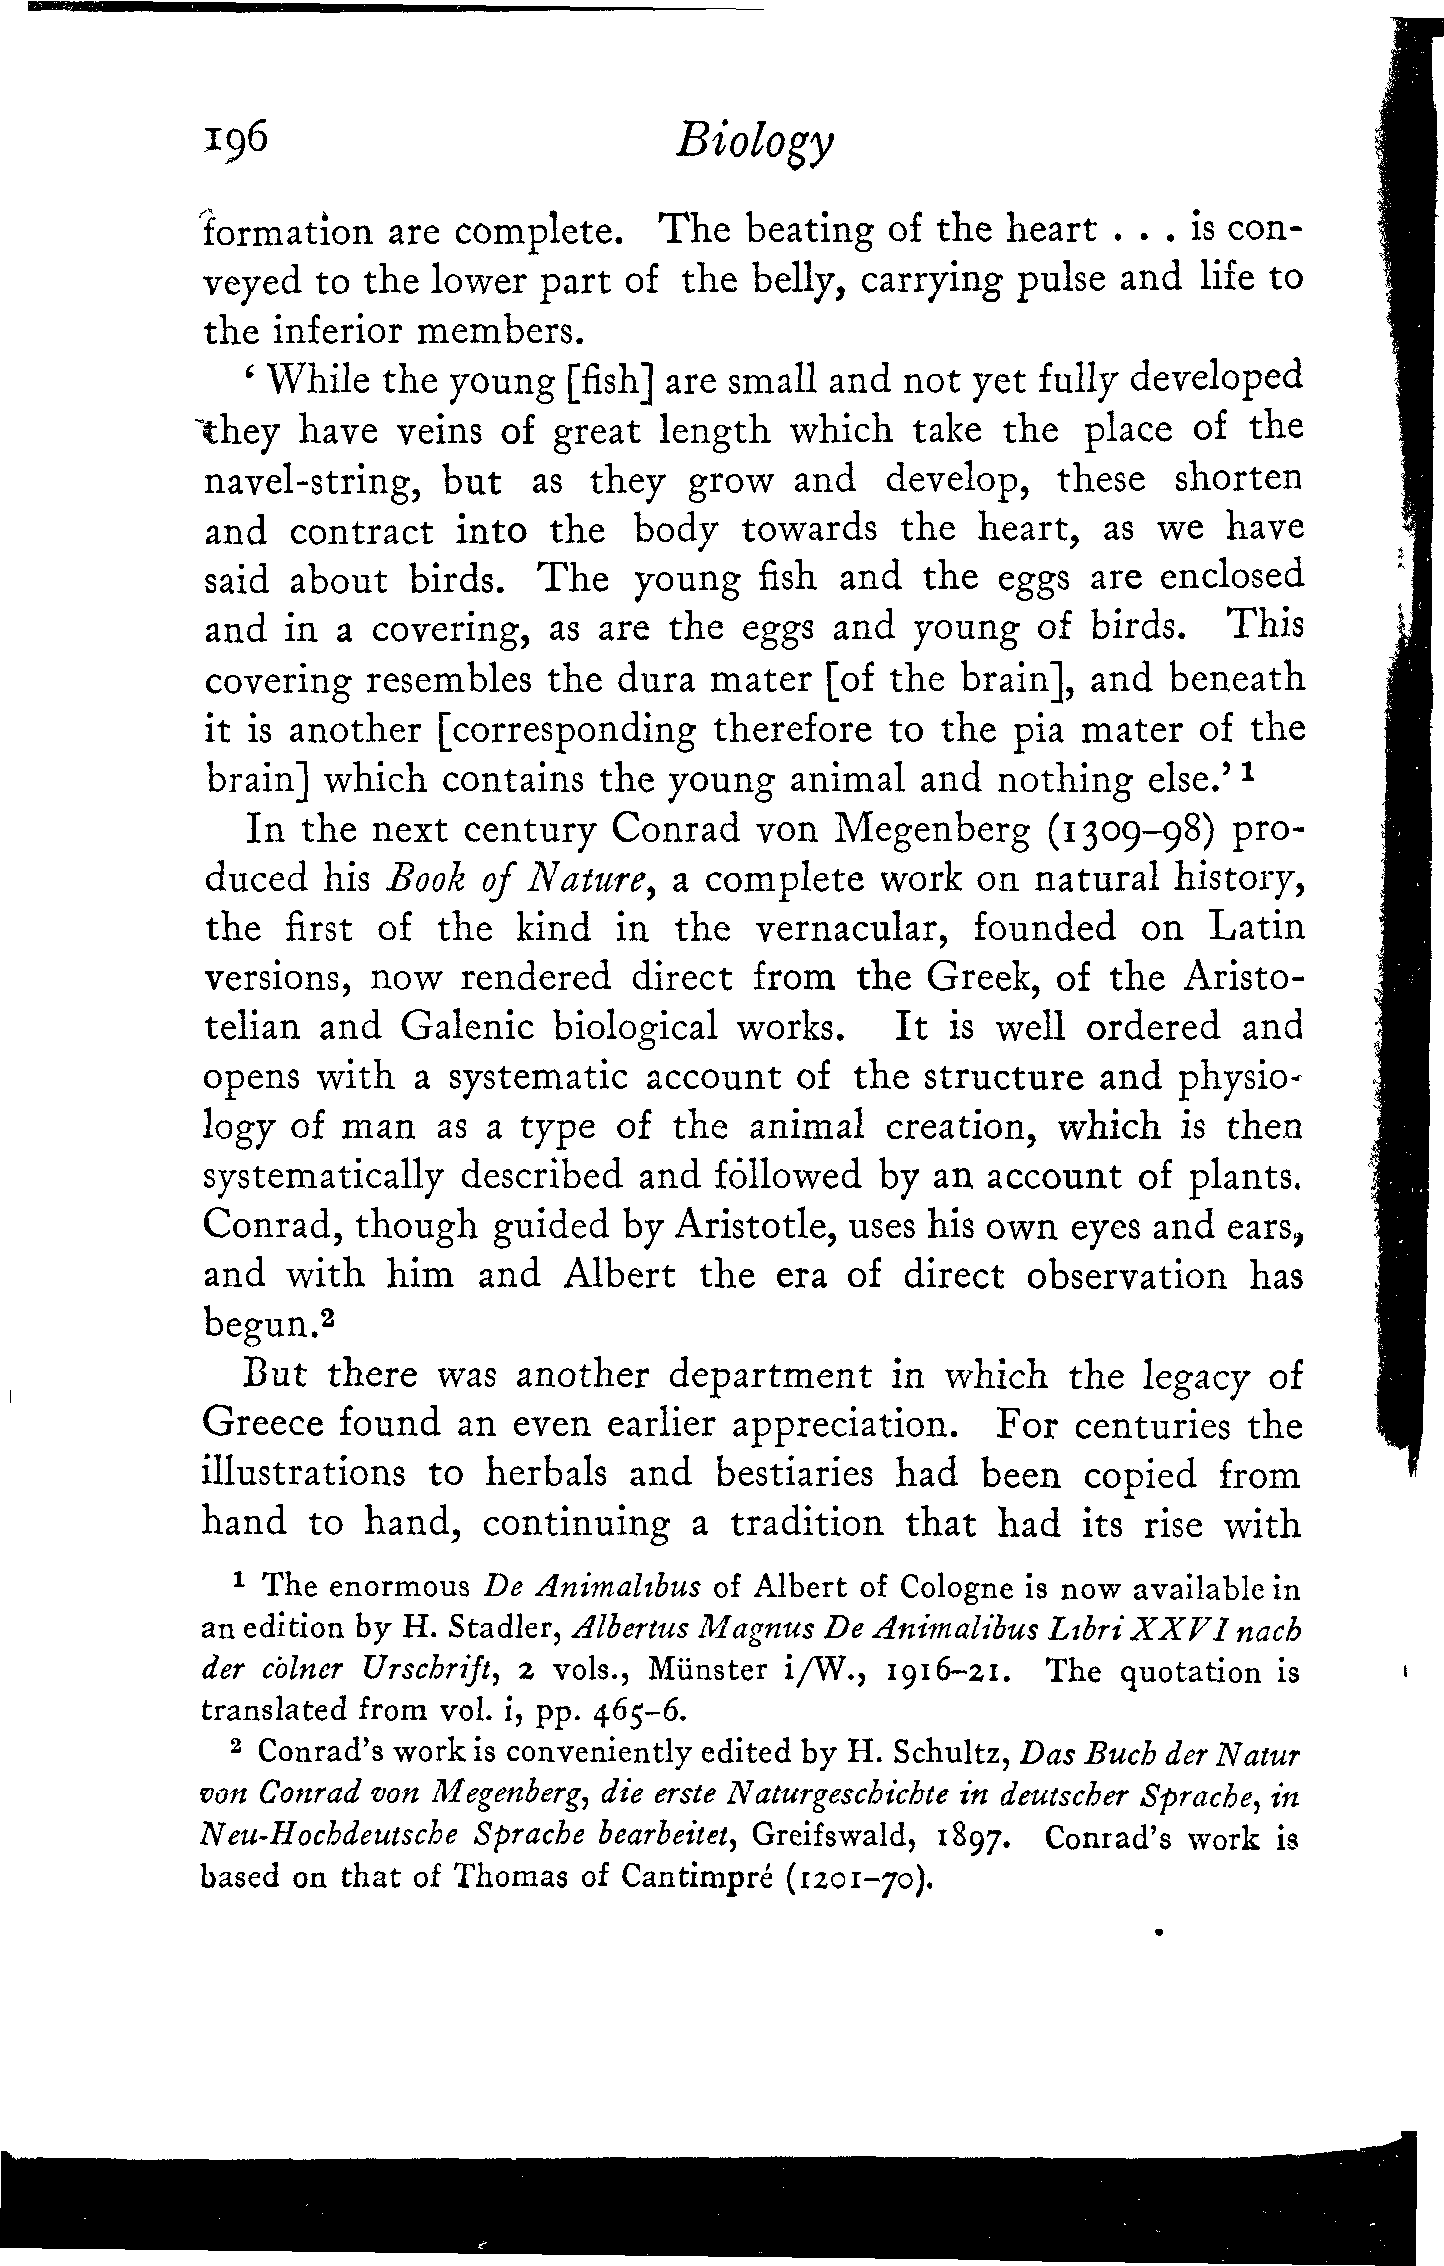 196 Biology
formation are complete. The beating of the heart . . . is con-
veyed to the lower part of the belly, carrying pulse and life to
the inferior members.
‘ While the young [fish] are small and not yet fully developed
they have veins of great length which take the place of the
navel-string, but as they grow and develop, these shorten
and contract into the body towards the heart, as we have
said about birds. The young fish and the eggs are enclosed
and in a covering, as are the eggs and young of birds. This
covering resembles the dura mater [of the brain], and beneath
it is another [corresponding therefore to the pia mater of the
brain] which contains the young animal and nothing else.’ 1
In the next century Conrad von Megenberg (1309–98) pro-
duced his Book of Nature, a complete work on natural history,
the first of the kind in the vernacular, founded on Latin
versions, now rendered direct from the Greek, of the Aristo-
telian and Galenic biological works. It is well ordered and
opens with a systematic account of the structure and physio-
logy of man as a type of the animal creation, which is then
systematically described and followed by an account of plants.
Conrad, though guided by Aristotle, uses his own eyes and ears,
and with him and Albert the era of direct observation has
begun.2
But there was another department in which the legacy of
Greece found an even earlier appreciation. For centuries the
illustrations to herbals and bestiaries had been copied from
hand to hand, continuing a tradition that had its rise with
1 The enormous De Animalibus of Albert of Cologne is now available in
an edition by H. Stadler, Albertus Magnus De Animalibus Libri XXVI nach
der cölner Urschrift, 2 vols., Münster i/W., 1916–21. The quotation is
translated from vol. i, pp. 465–6.
2 Conrad’s work is conveniently edited by H. Schultz, Das Buch der Natur
von Conrad von Megenberg, die erste Naturgeschichte in deutscher Sprache, in
Neu-Hochdeutsche Sprache bearbeitet, Greifswald, 1897. Conrad’s work is
based on that of Thomas of Cantimpré (1201–70).